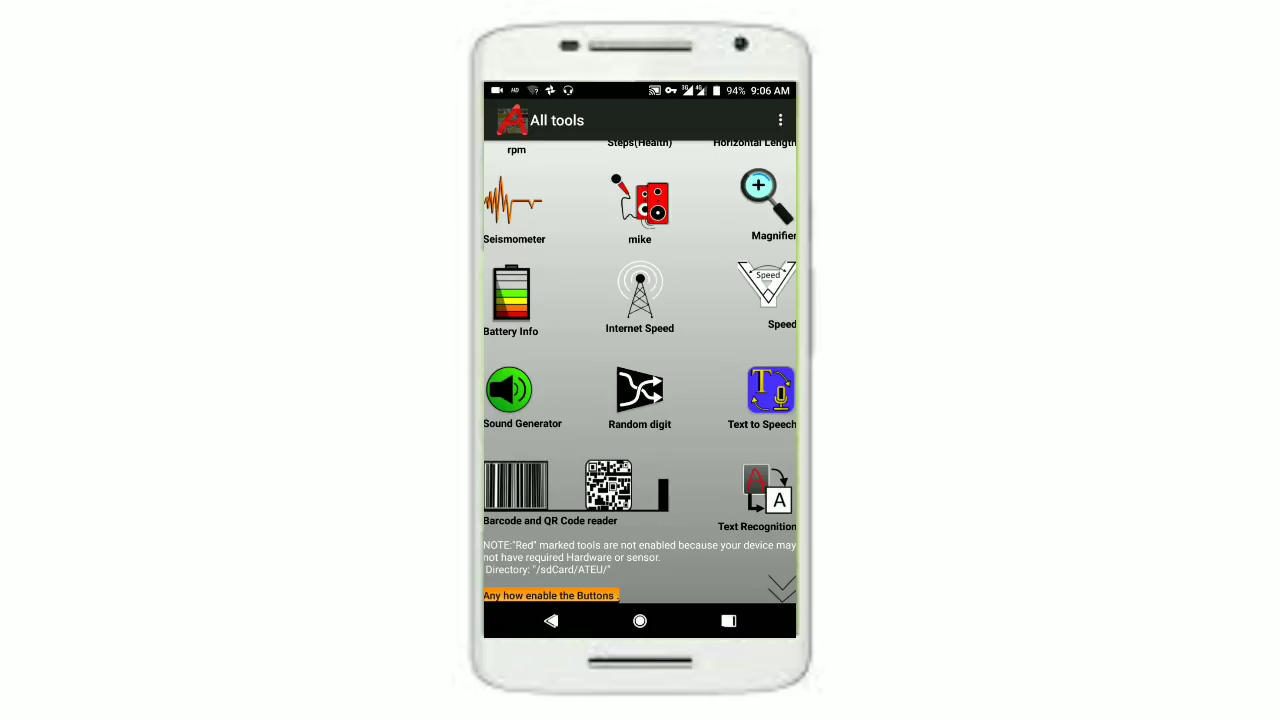 HD ? 3G 4G 94% 9:06 AM
A All tools
rpm Steps(Health) Horizontal Length
Seismometer mike Magnifier
Speed
Battery Info Internet Speed Speed
T
Sound Generator Random digit Text to Speech
A A
Barcode and QR Code reader Text Recognition
NOTE:"Red" marked tools are not enabled because your device may
not have required Hardware or sensor.
Directory: "/sdCard/ATEU/"
Any how enable the Buttons .